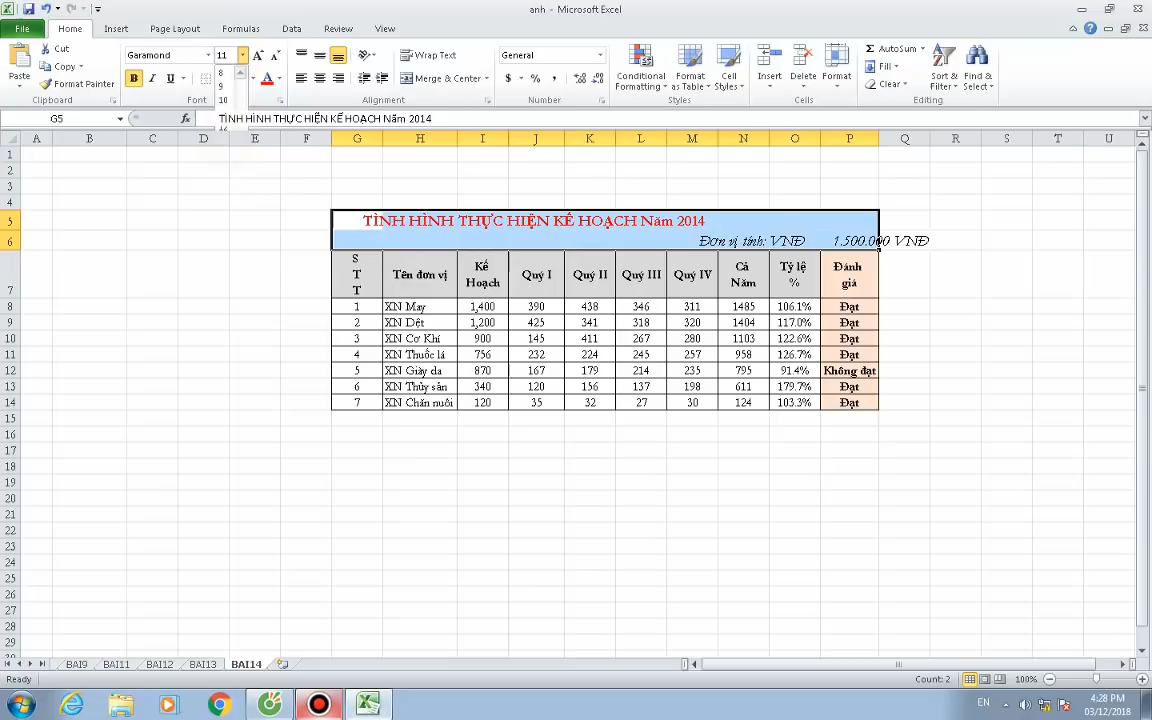 anh - Microsoft Excel
File Home Insert Page Layout Formulas Data Review View
Cut
Copy
Format Painter
Paste
Clipboard
Garamond 11
B I U
8
9
10
Font
Wrap Text
Merge & Center
Alignment
General
$ % ,
Number
Conditional Formatting
Format as Table
Cell Styles
Styles
Insert Delete Format
Cells
AutoSum
Fill
Clear
Sort & Filter
Find & Select
Editing
G5 fx TÌNH HÌNH THỰC HIỆN KẾ HOẠCH Năm 2014
A B C D E F G H I J K L M N O P Q R S T U
1
2
3
4
5 TÌNH HÌNH THỰC HIỆN KẾ HOẠCH Năm 2014
6 Đơn vị tính: VNĐ 1.500.000 VNĐ
7 STT Tên đơn vị Kế Hoạch Quý I Quý II Quý III Quý IV Cả Năm Tỷ lệ % Đánh giá
8 1 XN May 1,400 390 438 346 311 1485 106.1% Đạt
9 2 XN Dệt 1,200 425 341 318 320 1404 117.0% Đạt
10 3 XN Cơ Khí 900 145 411 267 280 1103 122.6% Đạt
11 4 XN Thuốc lá 756 232 224 245 257 958 126.7% Đạt
12 5 XN Giày da 870 167 179 214 235 795 91.4% Không đạt
13 6 XN Thủy sản 340 120 156 137 198 611 179.7% Đạt
14 7 XN Chăn nuôi 120 35 32 27 30 124 103.3% Đạt
15
16
17
18
19
20
21
22
23
24
25
26
27
28
29
BAI9 BAI11 BAI12 BAI13 BAI14
Ready Count: 2 100%
EN 4:28 PM
03/12/2018